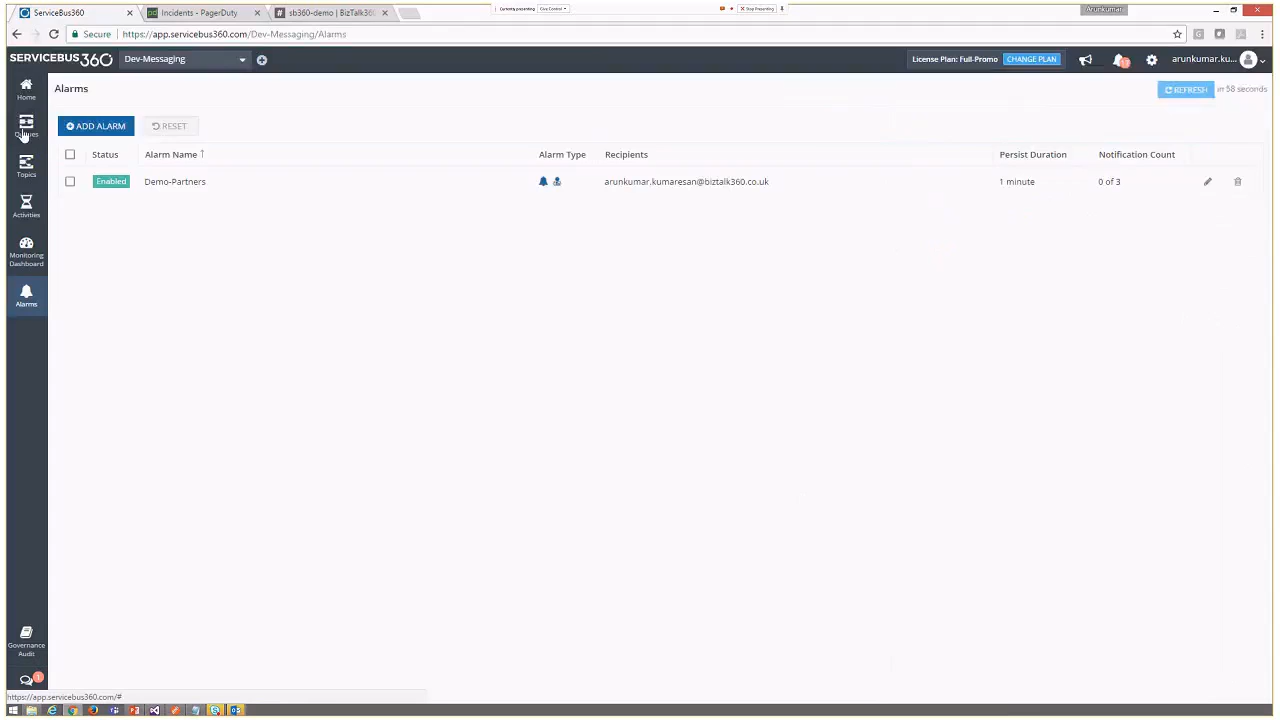 Currently presenting Give Control
Stop Presenting
Arunkumar
ServiceBus360
Incidents - PagerDuty
sb360-demo | BizTalk360
Secure
https://app.servicebus360.com/Dev-Messaging/Alarms
SERVICEBUS360
Dev-Messaging
License Plan: Full-Promo
CHANGE PLAN
arunkumar.ku...
Home
Queues
Topics
Activities
Monitoring
Dashboard
Alarms
Governance
Audit
1
Alarms
REFRESH in 58 seconds
ADD ALARM
RESET
Status Alarm Name Alarm Type Recipients Persist Duration Notification Count
Enabled Demo-Partners arunkumar.kumaresan@biztalk360.co.uk 1 minute 0 of 3
https://app.servicebus360.com/#